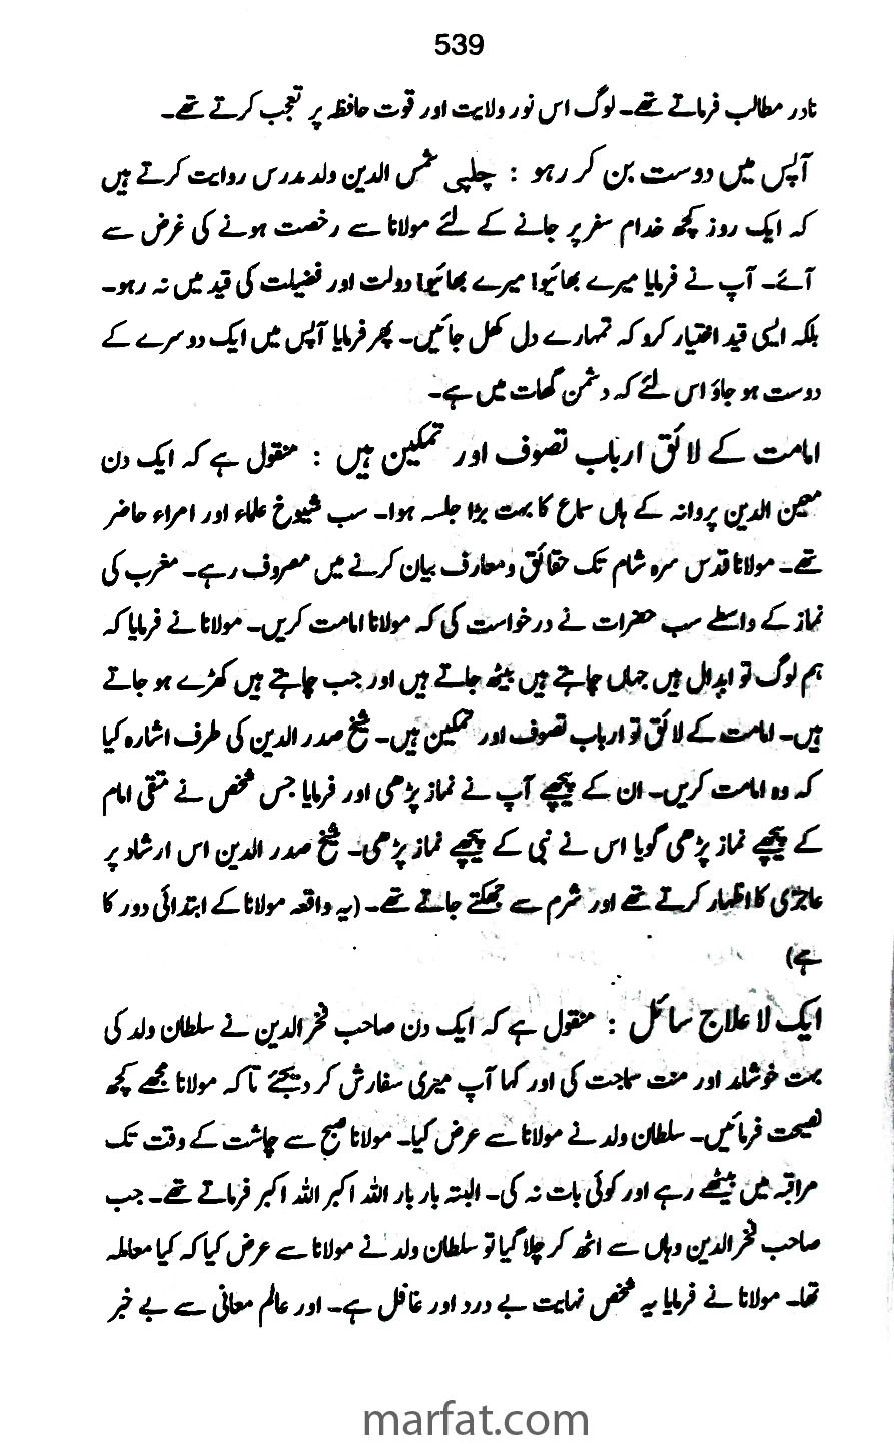 539
نادر مطالب فرماتے تھے۔ لوگ اس نور ولایت اور قوت حافظہ پر تعجب کرتے تھے۔
آپس میں دوست بن کر رہو : چلپی شمس الدین ولد مدرس روایت کرتے ہیں
کہ ایک روز کچھ خدام سفر پر جانے کے لئے مولانا سے رخصت ہونے کی غرض سے
آئے۔ آپ نے فرمایا میرے بھائیو! میرے بھائیو! دولت اور فضیلت کی قید میں نہ رہو۔
بلکہ ایسی قید اختیار کرو کہ تمہارے دل کھل جائیں۔ پھر فرمایا آپس میں ایک دوسرے کے
دوست ہو جاؤ اس لئے کہ دشمن گھات میں ہے۔
امامت کے لائق ارباب تصوف اور تمکین ہیں : منقول ہے کہ ایک دن
معین الدین پروانہ کے ہاں سماع کا بہت بڑا جلسہ ہوا۔ سب شیوخ علماء اور امراء حاضر
تھے۔ مولانا قدس سرہ شام تک حقائق و معارف بیان کرنے میں مصروف رہے۔ مغرب کی
نماز کے واسطے سب حضرات نے درخواست کی کہ مولانا امامت کریں۔ مولانا نے فرمایا کہ
ہم لوگ تو ابدال ہیں جہاں چاہتے ہیں بیٹھ جاتے ہیں اور جب چاہتے ہیں کھڑے ہو جاتے
ہیں۔ امامت کے لائق تو ارباب تصوف اور تمکین ہیں۔ شیخ صدر الدین کی طرف اشارہ کیا
کہ وہ امامت کریں۔ ان کے پیچھے آپ نے نماز پڑھی اور فرمایا جس شخص نے متقی امام
کے پیچھے نماز پڑھی گویا اس نے نبی کے پیچھے نماز پڑھی۔ شیخ صدر الدین اس ارشاد پر
عاجزی کا اظہار کرتے تھے اور شرم سے جھکتے جاتے تھے۔ (یہ واقعہ مولانا کے ابتدائی دور کا
ہے)
ایک لا علاج سائل : منقول ہے کہ ایک دن صاحب فخر الدین نے سلطان ولد کی
بہت خوشامد اور منت سماجت کی اور کہا آپ میری سفارش کر دیجئے تاکہ مولانا مجھے کچھ
نصیحت فرمائیں۔ سلطان ولد نے مولانا سے عرض کیا۔ مولانا صبح سے چاشت کے وقت تک
مراقبہ میں بیٹھے رہے اور کوئی بات نہ کی۔ البتہ بار بار اللہ اکبر اللہ اکبر فرماتے تھے۔ جب
صاحب فخر الدین وہاں سے اٹھ کر چلا گیا تو سلطان ولد نے مولانا سے عرض کیا کہ کیا معاملہ
تھا۔ مولانا نے فرمایا یہ شخص نہایت بے درد اور غافل ہے۔ اور عالم معانی سے بے خبر
marfat.com